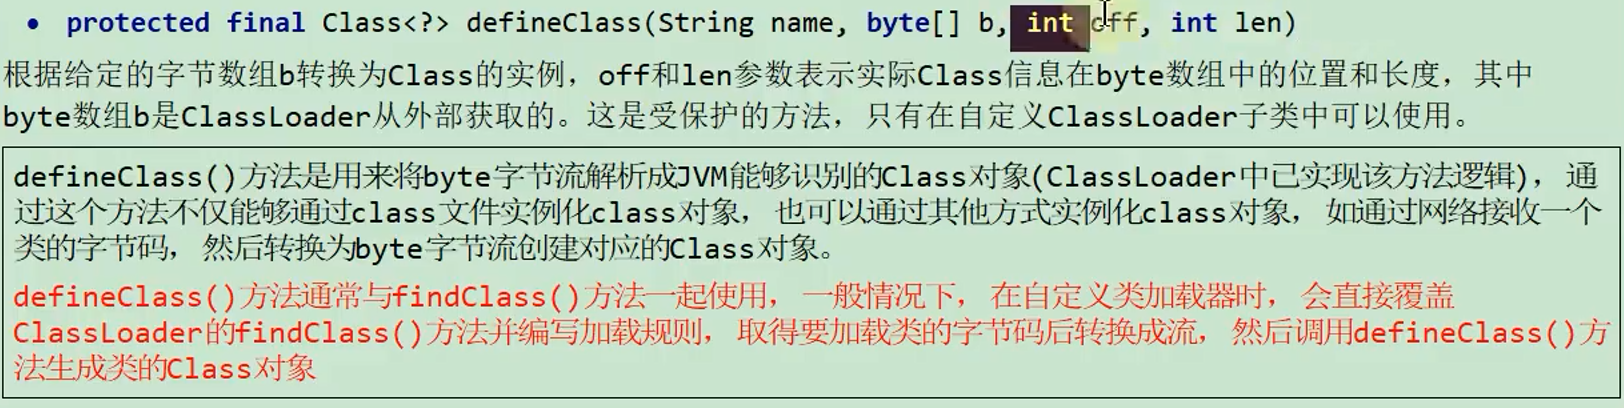 • protected final Class<?> defineClass(String name, byte[] b, int off, int len)
根据给定的字节数组b转换为Class的实例，off和len参数表示实际Class信息在byte数组中的位置和长度，其中
byte数组b是ClassLoader从外部获取的。这是受保护的方法，只有在自定义ClassLoader子类中可以使用。
defineClass()方法是用来将byte字节流解析成JVM能够识别的Class对象(ClassLoader中已实现该方法逻辑)，通
过这个方法不仅能够通过class文件实例化class对象，也可以通过其他方式实例化class对象，如通过网络接收一个
类的字节码，然后转换为byte字节流创建对应的Class对象。
defineClass()方法通常与findClass()方法一起使用，一般情况下，在自定义类加载器时，会直接覆盖
ClassLoader的findClass()方法并编写加载规则，取得要加载类的字节码后转换成流，然后调用defineClass()方
法生成类的Class对象